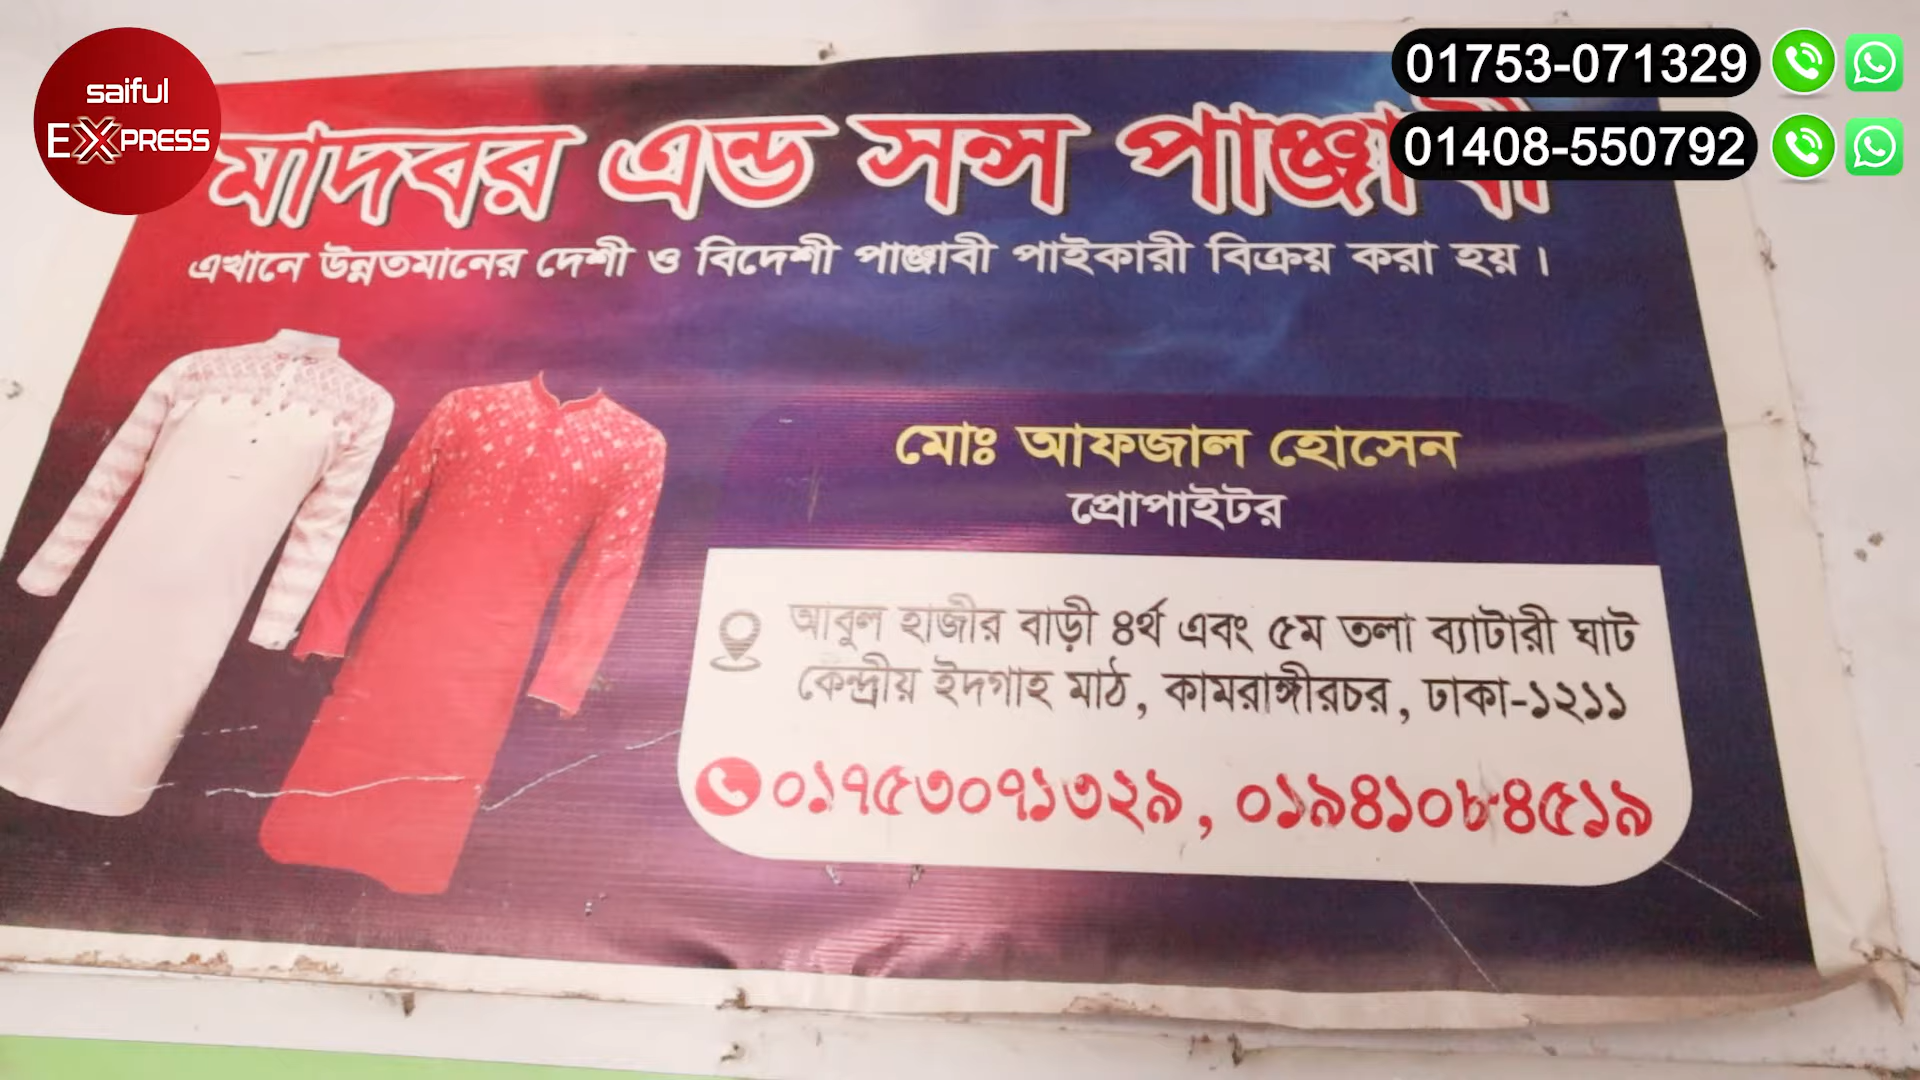 saiful
EXPRESS
01753-071329
01408-550792
মাদবর এন্ড সন্স পাঞ্জাবী
এখানে উন্নতমানের দেশী ও বিদেশী পাঞ্জাবী পাইকারী বিক্রয় করা হয়।
মোঃ আফজাল হোসেন
প্রোপাইটর
আবুল হাজীর বাড়ী ৪র্থ এবং ৫ম তলা ব্যাটারী ঘাট
কেন্দ্রীয় ইদগাহ মাঠ, কামরাঙ্গীরচর, ঢাকা-১২১১
০১৭৫৩০৭১৩২৯, ০১৯৪১০৮৪৫১৯